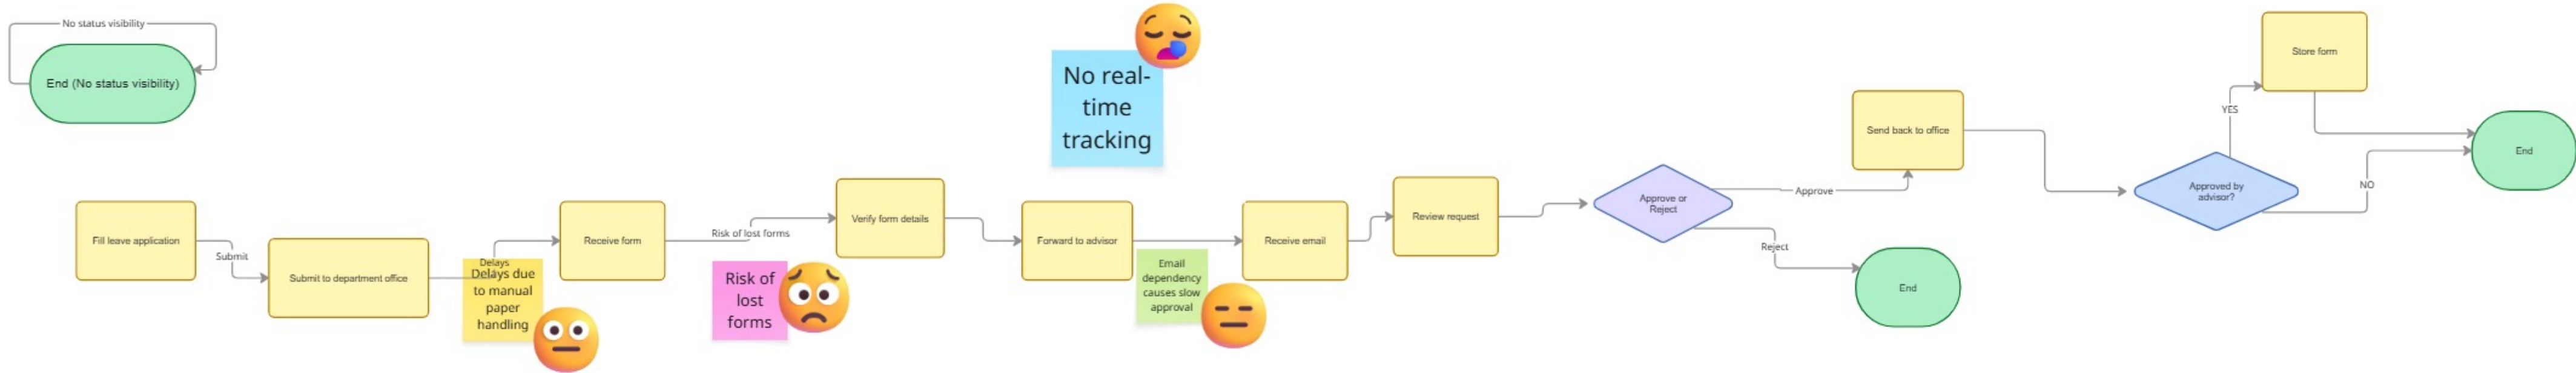 No status visibility
End (No status visibility)
Fill leave application
Submit
Submit to department office
Delays
Delays due
to manual
paper
handling
Receive form
Risk of lost forms
Risk of
lost
forms
Verify form details
No real-
time
tracking
Forward to advisor
Email
dependency
causes slow
approval
Receive email
Review request
Approve or
Reject
Approve
Reject
Send back to office
End
Approved by
advisor?
YES
NO
Store form
End